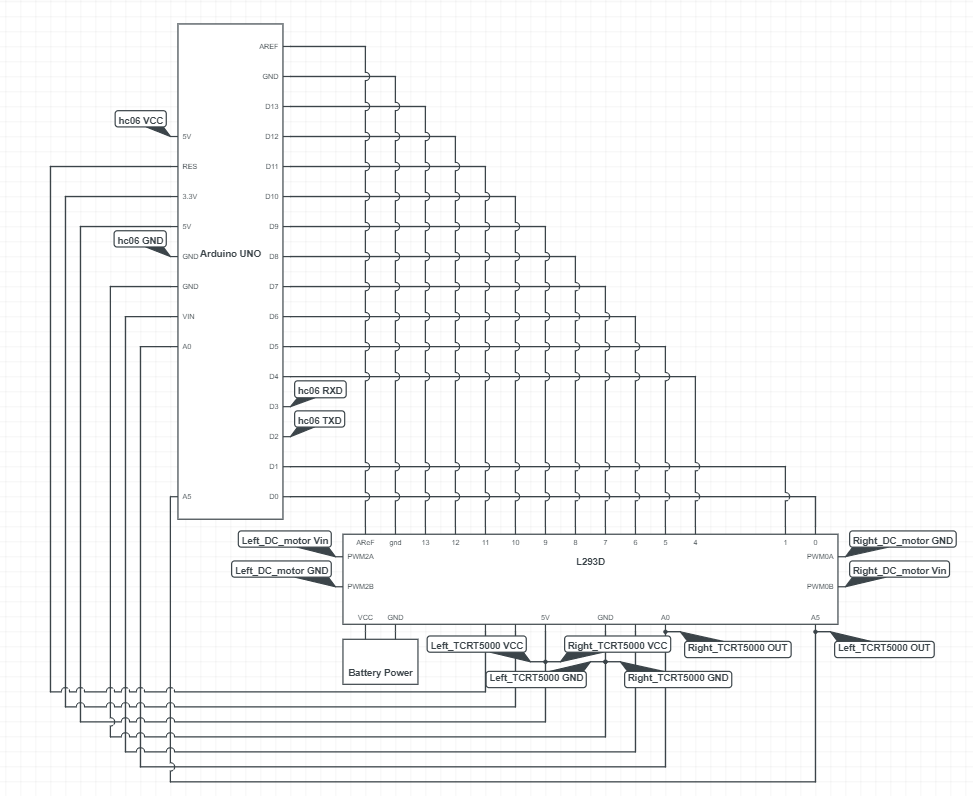 AREF
GND
D13
hc06 VCC
5V
D12
RES
D11
3.3V
D10
5V
D9
hc06 GND
GND
Arduino UNO
D8
GND
D7
VIN
D6
A0
D5
D4
hc06 RXD
D3
hc06 TXD
D2
D1
A5
D0
Left_DC_motor Vin
AReF
gnd
13
12
11
10
9
8
7
6
5
4
1
0
Right_DC_motor GND
PWM2A
L293D
PWM0A
Left_DC_motor GND
Right_DC_motor Vin
PWM2B
PWM0B
VCC
GND
5V
GND
A0
A5
Left_TCRT5000 VCC
Right_TCRT5000 VCC
Right_TCRT5000 OUT
Left_TCRT5000 OUT
Battery Power
Left_TCRT5000 GND
Right_TCRT5000 GND